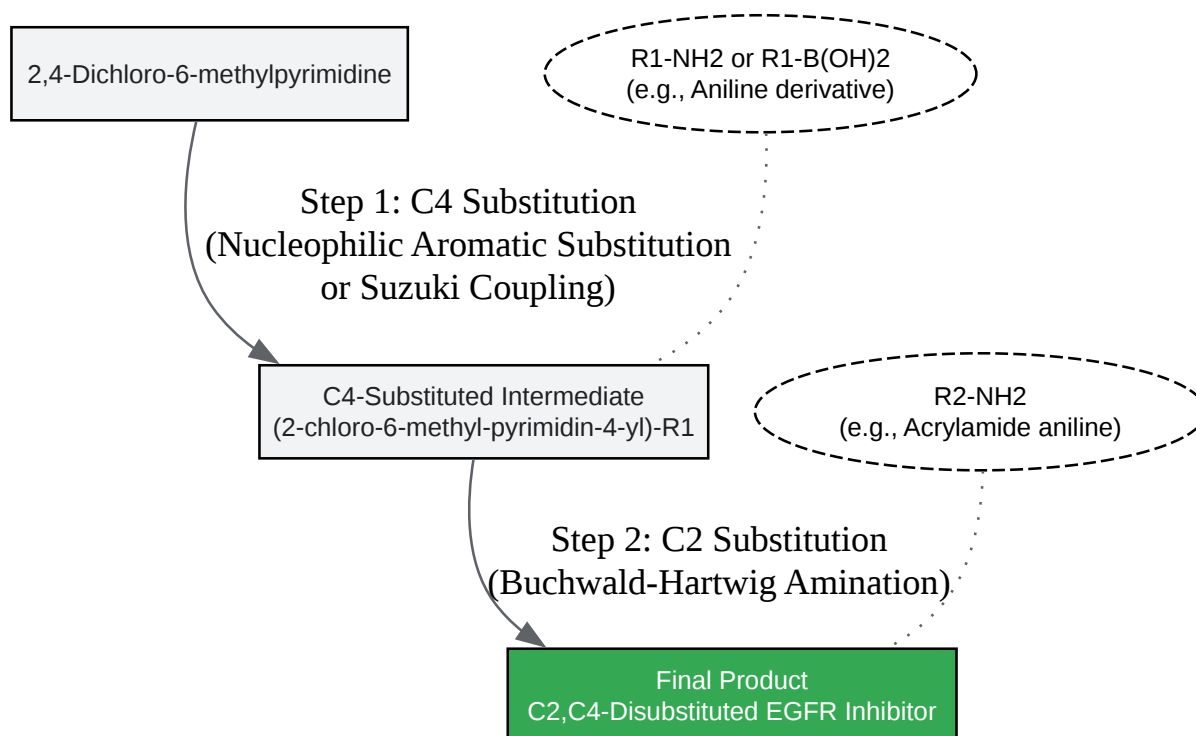 2,4-Dichloro-6-methylpyrimidine
R1-NH2 or R1-B(OH)2
(e.g., Aniline derivative)
Step 1: C4 Substitution
(Nucleophilic Aromatic Substitution
or Suzuki Coupling)
C4-Substituted Intermediate
(2-chloro-6-methyl-pyrimidin-4-yl)-R1
R2-NH2
(e.g., Acrylamide aniline)
Step 2: C2 Substitution
(Buchwald-Hartwig Amination)
Final Product
C2,C4-Disubstituted EGFR Inhibitor